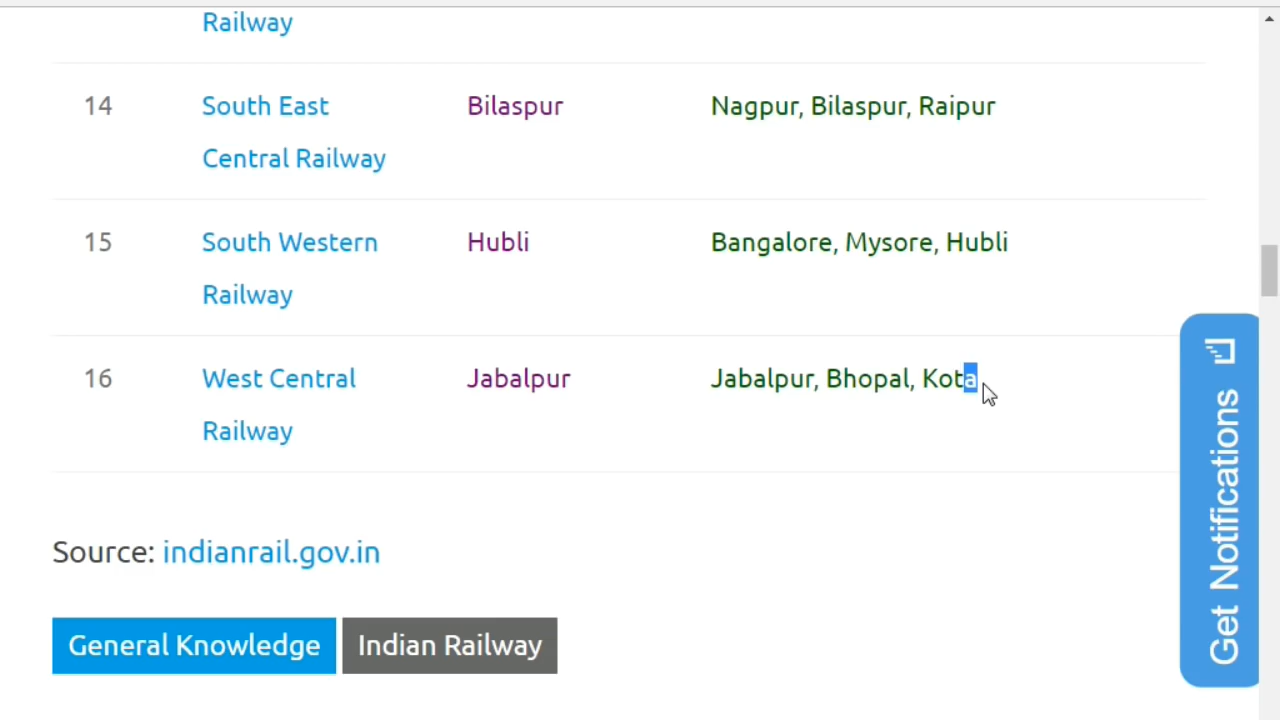 Railway
14 South East Bilaspur Nagpur, Bilaspur, Raipur
Central Railway
15 South Western Hubli Bangalore, Mysore, Hubli
Railway
16 West Central Jabalpur Jabalpur, Bhopal, Kota
Railway
Source: indianrail.gov.in
General Knowledge Indian Railway
Get Notifications